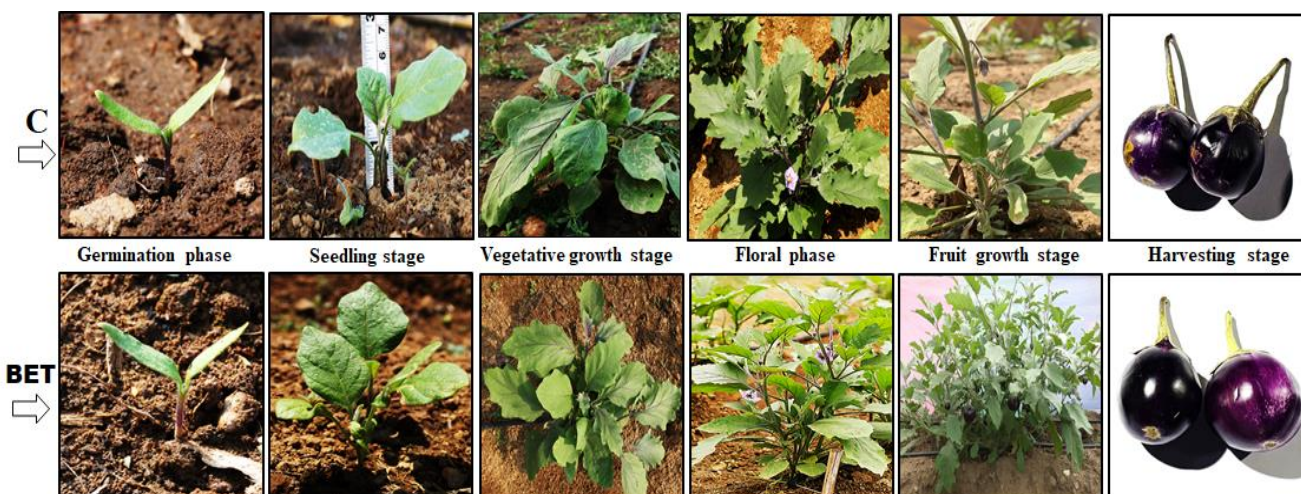 C
Germination phase
Seedling stage
Vegetative growth stage
Floral phase
Fruit growth stage
Harvesting stage
BET